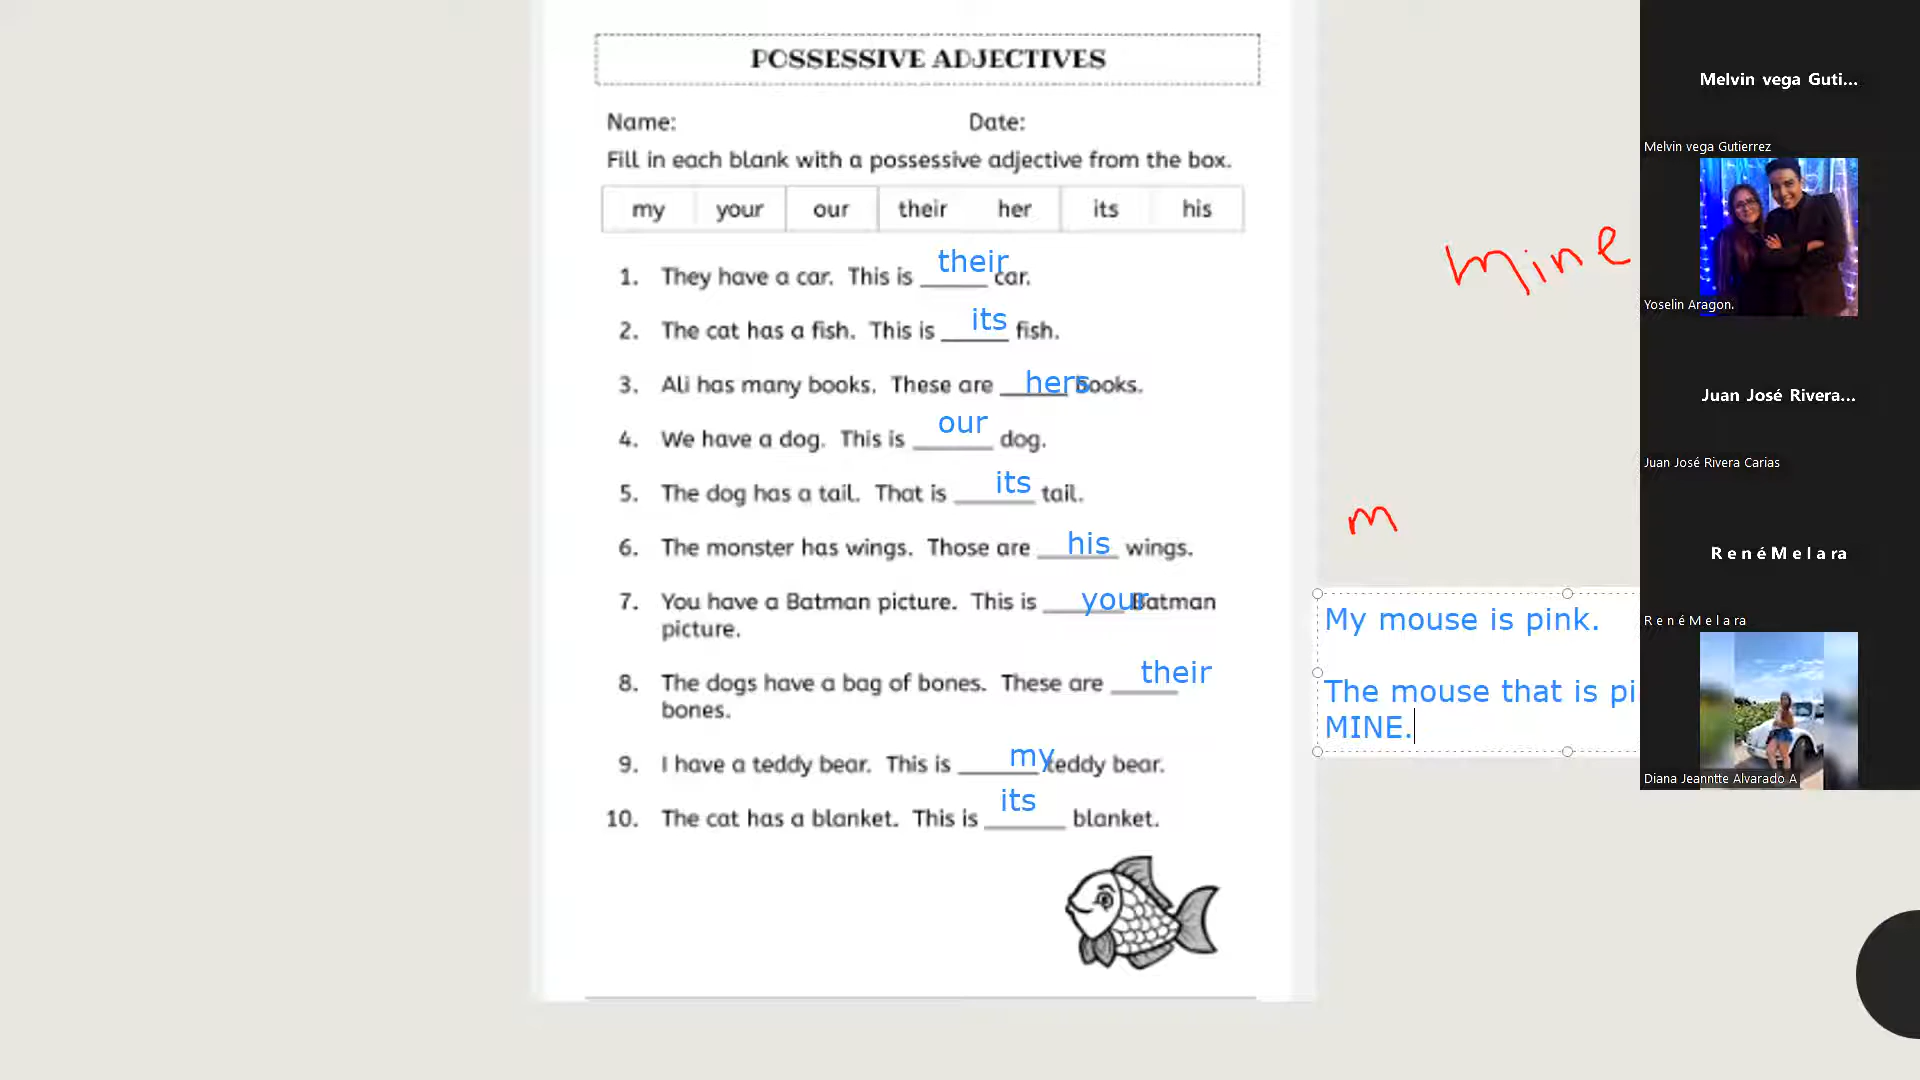 POSSESSIVE ADJECTIVES
Name: Date:
Fill in each blank with a possessive adjective from the box.
my your our their her its his
1. They have a car. This is their car.
2. The cat has a fish. This is its fish.
3. Ali has many books. These are hers books.
4. We have a dog. This is our dog.
5. The dog has a tail. That is its tail.
6. The monster has wings. Those are his wings.
7. You have a Batman picture. This is your Batman
picture.
8. The dogs have a bag of bones. These are their
bones.
9. I have a teddy bear. This is my teddy bear.
10. The cat has a blanket. This is its blanket.
mine
m
My mouse is pink.
The mouse that is pi
MINE.
Melvin vega Guti...
Melvin vega Gutierrez
Yoselin Aragon.
Juan José Rivera...
Juan José Rivera Carias
R e n é M e l a ra
R e n é M e l a ra
Diana Jeanntte Alvarado A